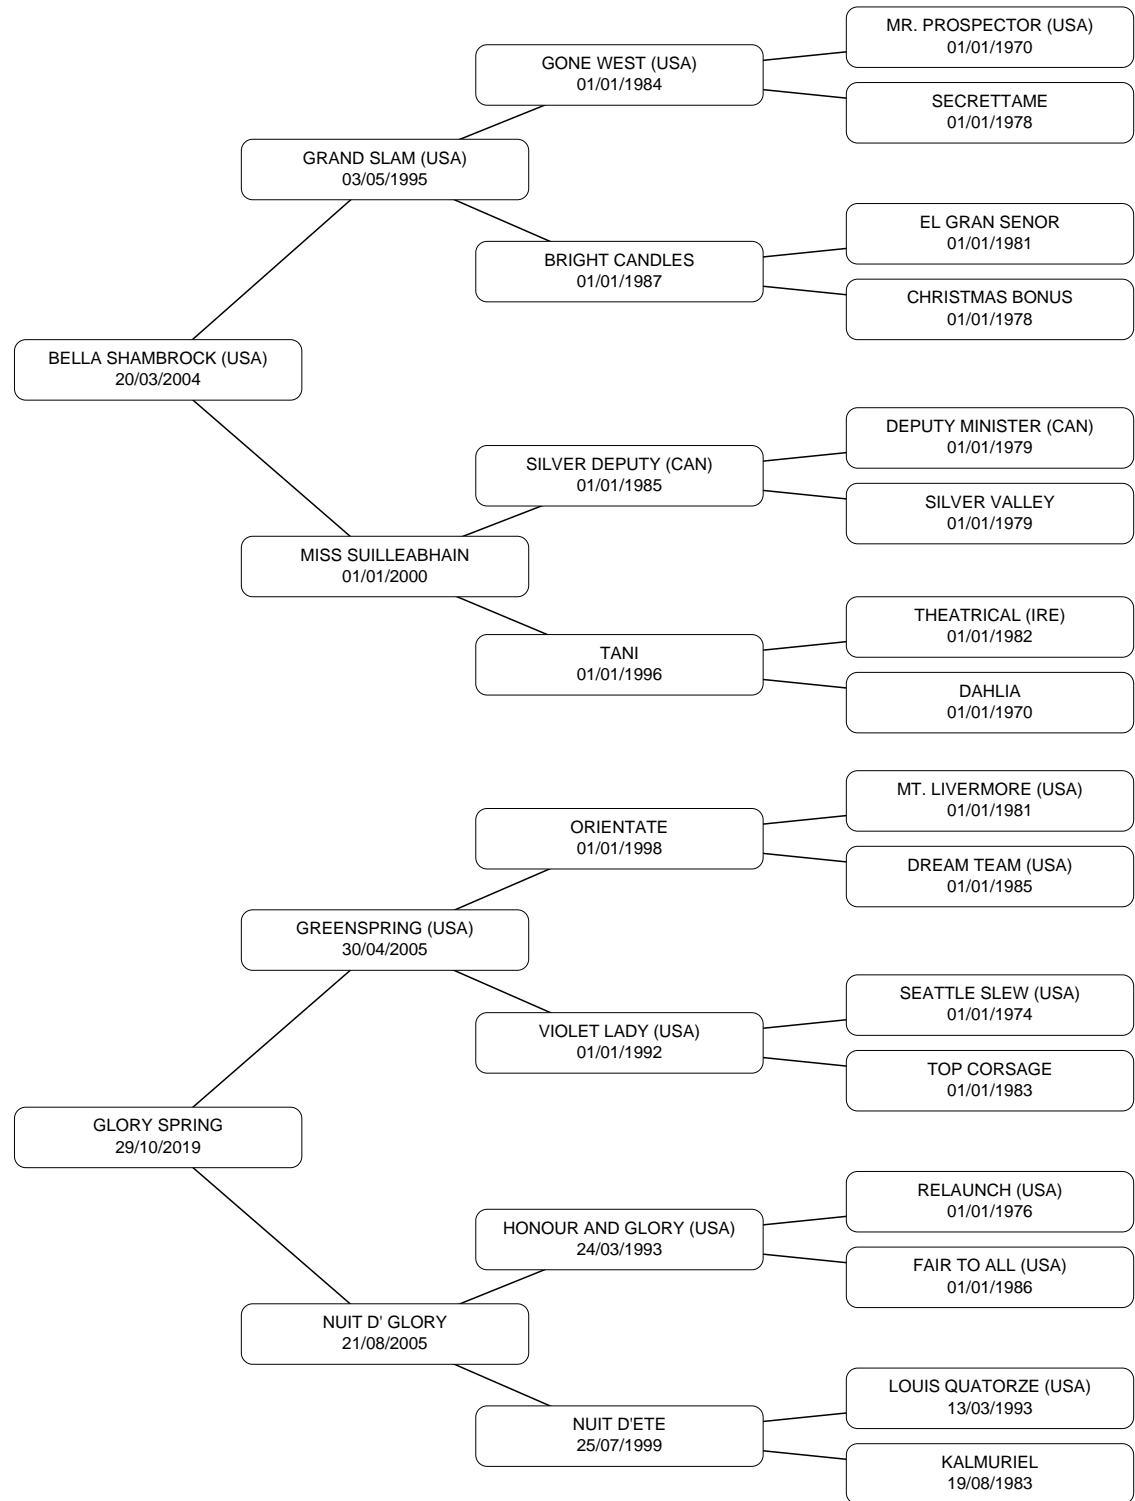 MR. PROSPECTOR (USA)
01/01/1970
GONE WEST (USA)
01/01/1984
SECRETTAME
01/01/1978
GRAND SLAM (USA)
03/05/1995
EL GRAN SENOR
01/01/1981
BRIGHT CANDLES
01/01/1987
CHRISTMAS BONUS
01/01/1978
BELLA SHAMBROCK (USA)
20/03/2004
DEPUTY MINISTER (CAN)
01/01/1979
SILVER DEPUTY (CAN)
01/01/1985
SILVER VALLEY
01/01/1979
MISS SUILLEABHAIN
01/01/2000
THEATRICAL (IRE)
01/01/1982
TANI
01/01/1996
DAHLIA
01/01/1970
MT. LIVERMORE (USA)
01/01/1981
ORIENTATE
01/01/1998
DREAM TEAM (USA)
01/01/1985
GREENSPRING (USA)
30/04/2005
SEATTLE SLEW (USA)
01/01/1974
VIOLET LADY (USA)
01/01/1992
TOP CORSAGE
01/01/1983
GLORY SPRING
29/10/2019
RELAUNCH (USA)
01/01/1976
HONOUR AND GLORY (USA)
24/03/1993
FAIR TO ALL (USA)
01/01/1986
NUIT D' GLORY
21/08/2005
LOUIS QUATORZE (USA)
13/03/1993
NUIT D'ETE
25/07/1999
KALMURIEL
19/08/1983